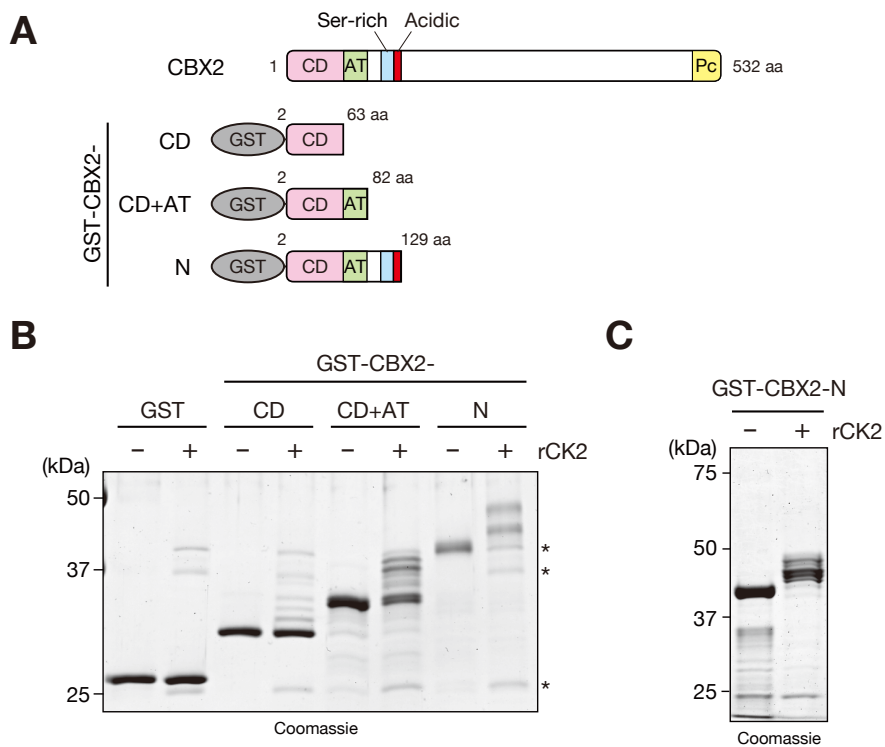 A
Ser-rich Acidic
CBX2 1 CD AT Pc 532 aa
GST-CBX2-
2 63 aa
CD GST CD
2 82 aa
CD+AT GST CD AT
2 129 aa
N GST CD AT
B
GST-CBX2-
GST CD CD+AT N
− + − + − + − + rCK2
(kDa)
50
*
37 *
25 *
Coomassie
C
GST-CBX2-N
− + rCK2
(kDa)
75
50
37
25
Coomassie